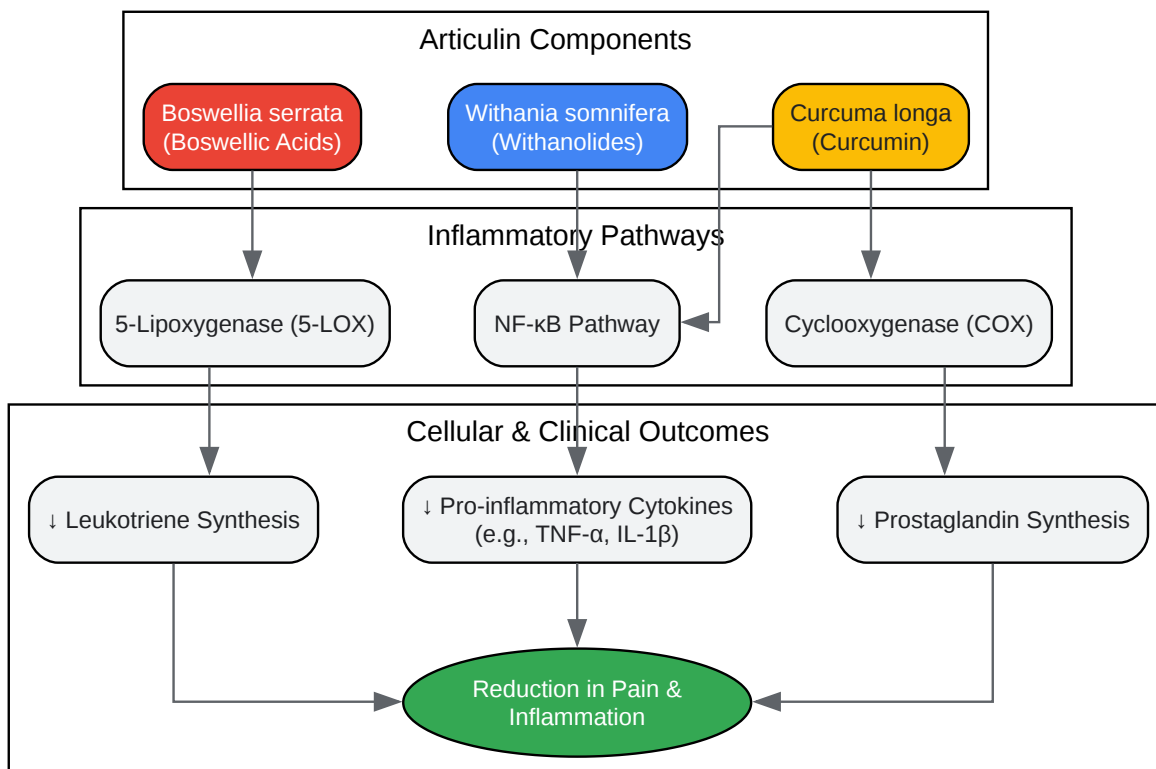 Articulin Components
Boswellia serrata
(Boswellic Acids)
Withania somnifera
(Withanolides)
Curcuma longa
(Curcumin)
Inflammatory Pathways
5-Lipoxygenase (5-LOX)
NF-κB Pathway
Cyclooxygenase (COX)
Cellular & Clinical Outcomes
↓ Leukotriene Synthesis
↓ Pro-inflammatory Cytokines
(e.g., TNF-α, IL-1β)
↓ Prostaglandin Synthesis
Reduction in Pain &
Inflammation